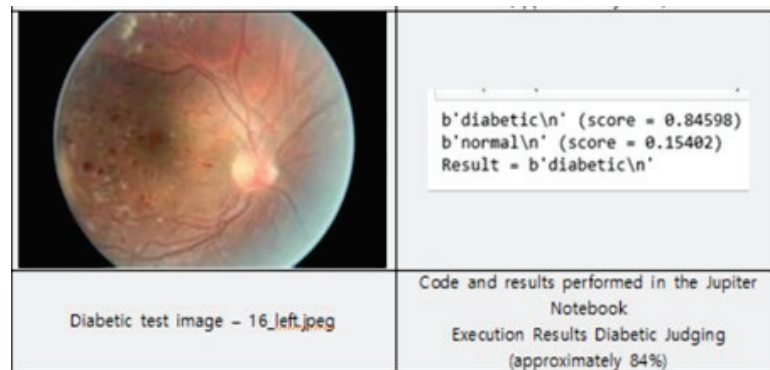 b'diabetic\n' (score = 0.84598)
b'normal\n' (score = 0.15402)
Result = b'diabetic\n'
Diabetic test image – 16_left.jpeg
Code and results performed in the Jupiter
Notebook
Execution Results Diabetic Judging
(approximately 84%)